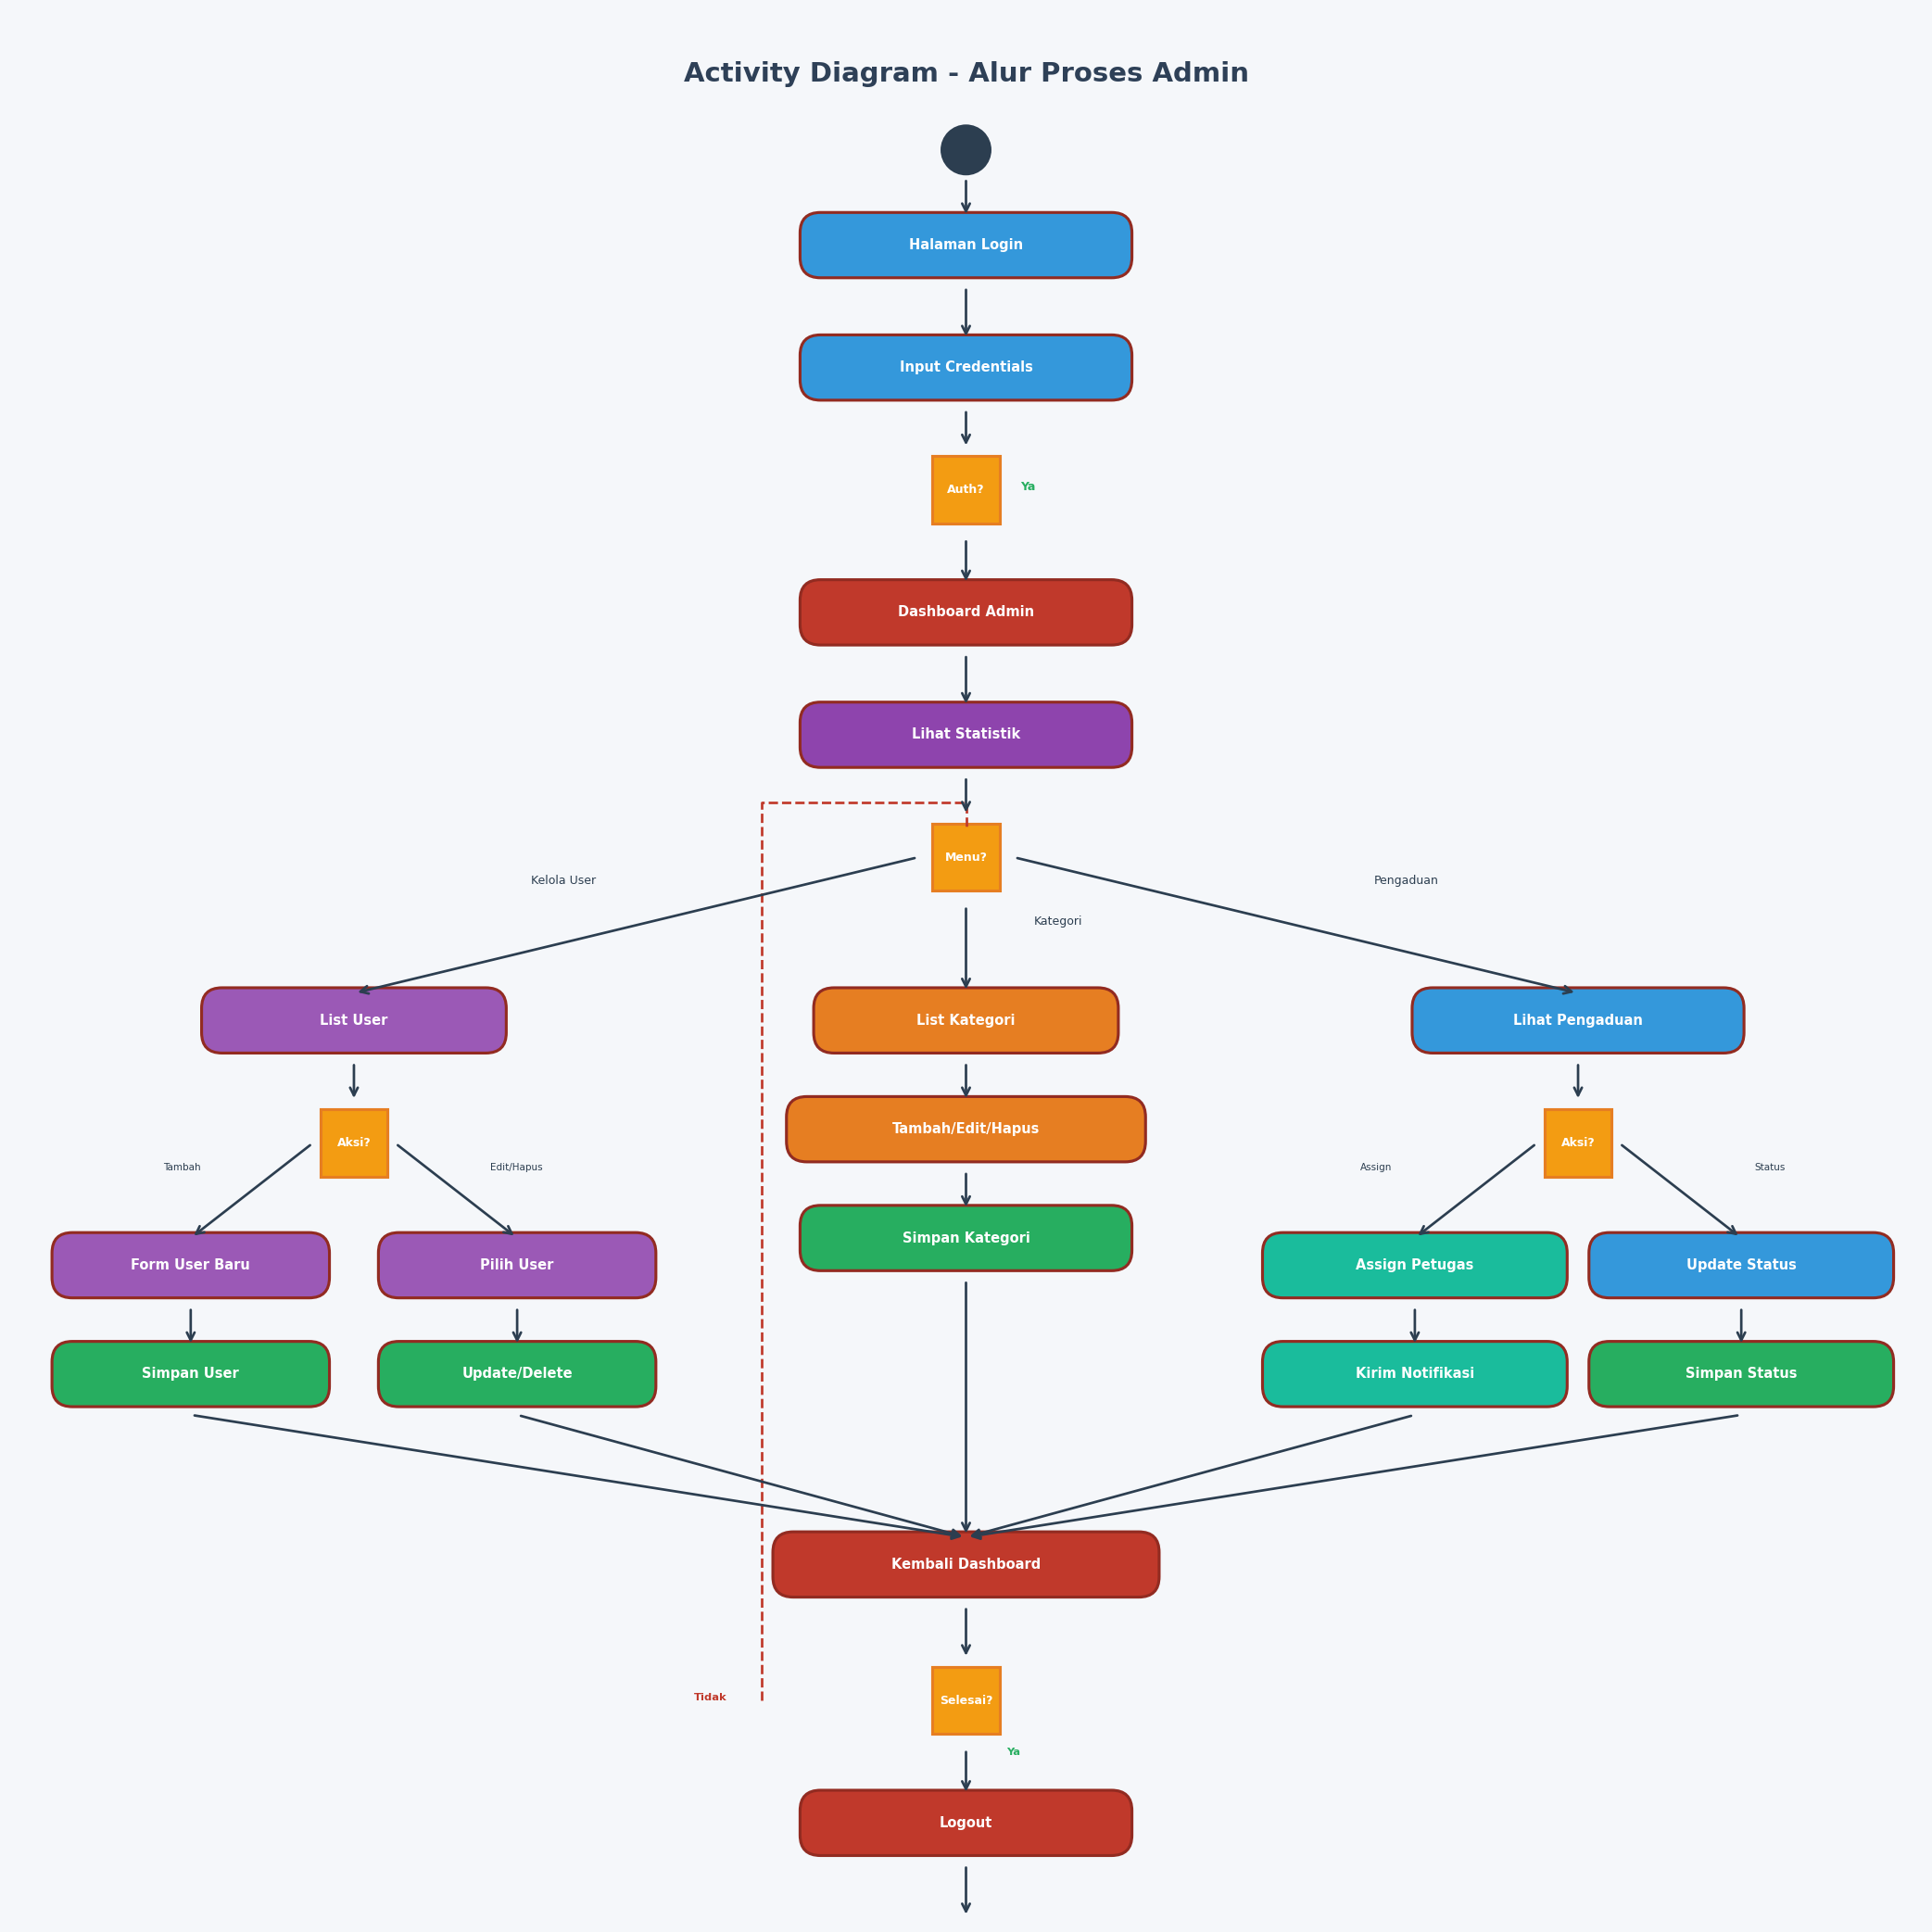 Activity Diagram - Alur Proses Admin
Halaman Login
Input Credentials
Auth?
Ya
Dashboard Admin
Lihat Statistik
Menu?
Kelola User
Pengaduan
Kategori
List User
List Kategori
Lihat Pengaduan
Tambah/Edit/Hapus
Aksi?
Aksi?
Tambah
Edit/Hapus
Assign
Status
Simpan Kategori
Form User Baru
Pilih User
Assign Petugas
Update Status
Simpan User
Update/Delete
Kirim Notifikasi
Simpan Status
Kembali Dashboard
Tidak
Selesai?
Ya
Logout